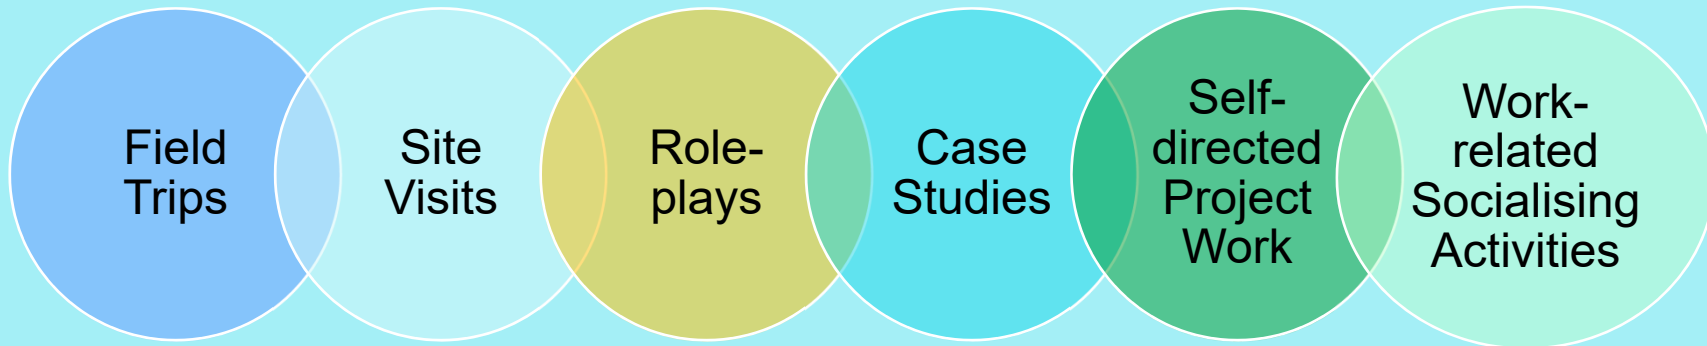 Field
Trips
Site
Visits
Role-
plays
Case
Studies
Self-
directed
Project
Work
Work-
related
Socialising
Activities